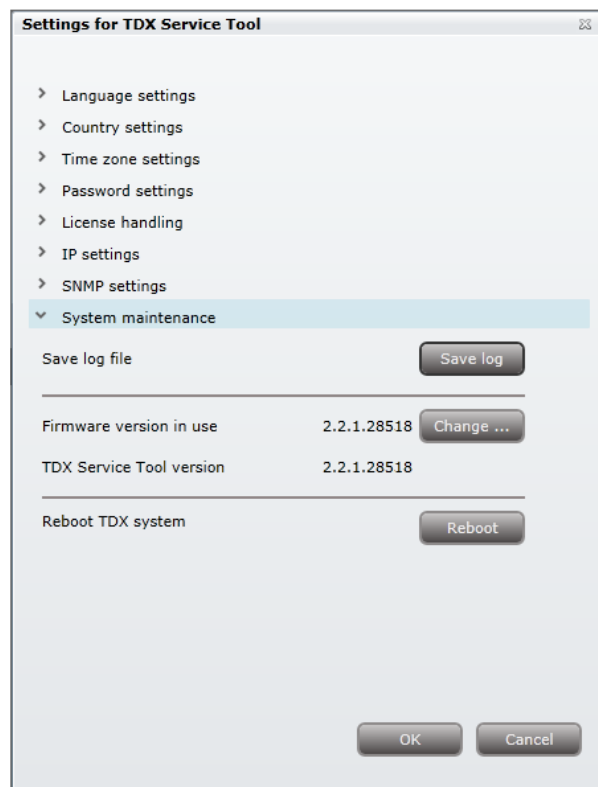 Settings for TDX Service Tool
Language settings
Country settings
Time zone settings
Password settings
License handling
IP settings
SNMP settings
System maintenance
Save log file Save log
Firmware version in use 2.2.1.28518 Change ...
TDX Service Tool version 2.2.1.28518
Reboot TDX system Reboot
OK Cancel